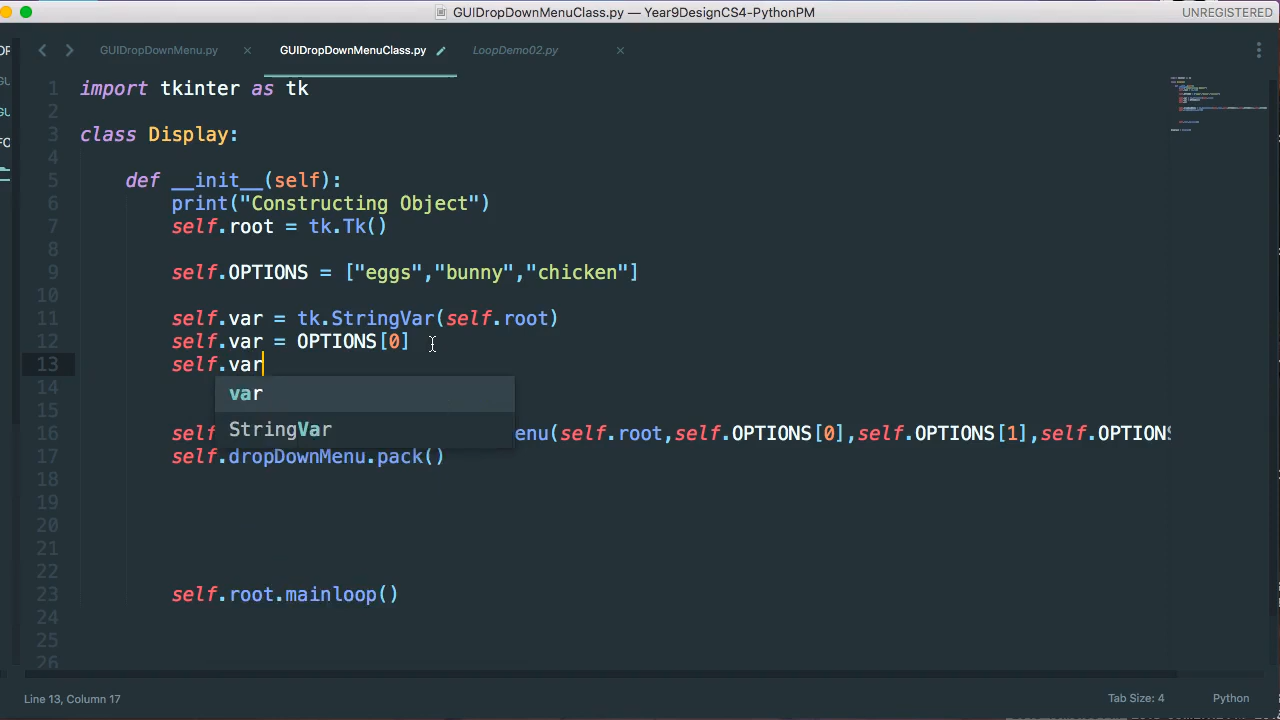 GUIDropDownMenuClass.py — Year9DesignCS4-PythonPM
UNREGISTERED
GUIDropDownMenu.py
GUIDropDownMenuClass.py
LoopDemo02.py
1 import tkinter as tk
2
3 class Display:
4
5 def __init__(self):
6 print("Constructing Object")
7 self.root = tk.Tk()
8
9 self.OPTIONS = ["eggs","bunny","chicken"]
10
11 self.var = tk.StringVar(self.root)
12 self.var = OPTIONS[0]
13 self.var
14 var
15
StringVar
16 self enu(self.root,self.OPTIONS[0],self.OPTIONS[1],self.OPTIONS
17 self.dropDownMenu.pack()
18
19
20
21
22
23 self.root.mainloop()
24
25
26
Line 13, Column 17
Tab Size: 4
Python